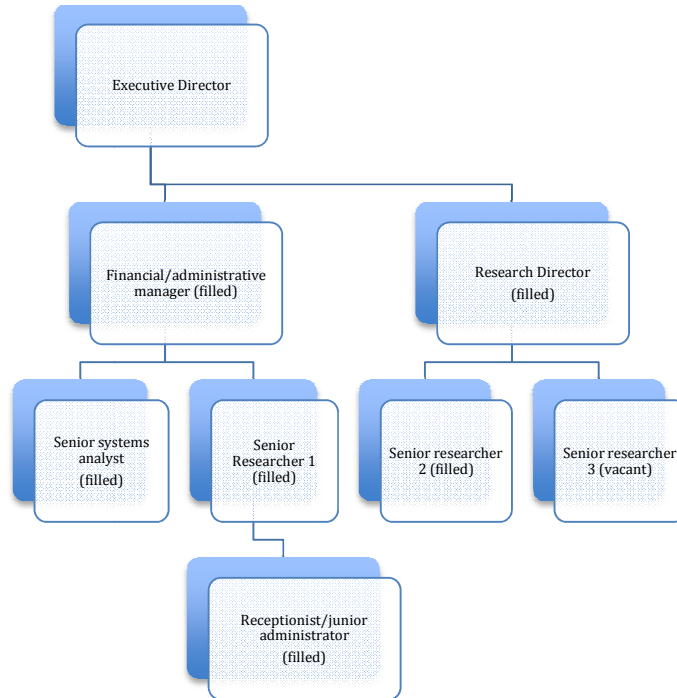 Executive Director
Financial/administrative
manager (filled)
Research Director
(filled)
Senior systems
analyst
(filled)
Senior
Researcher 1
(filled)
Senior researcher
2 (filled)
Senior researcher
3 (vacant)
Receptionist/junior
administrator
(filled)